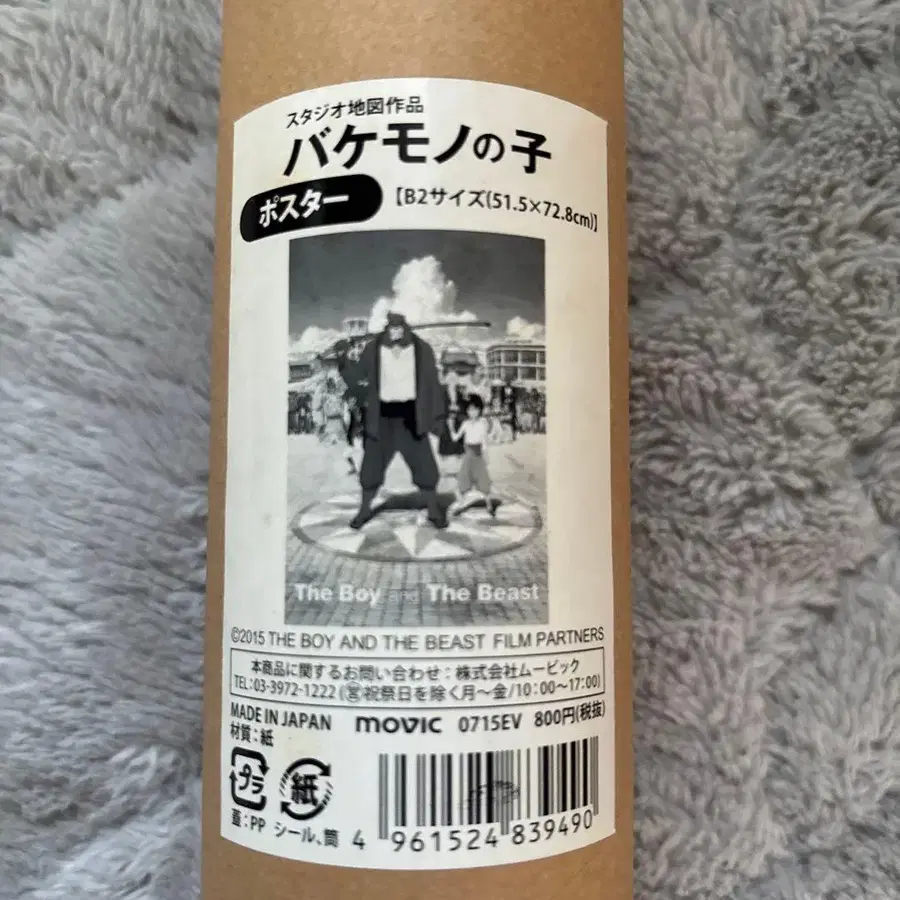 スタジオ地図作品
バケモノの子
ポスター 【B2サイズ(51.5×72.8cm)】
The Boy and The Beast
©2015 THE BOY AND THE BEAST FILM PARTNERS
本商品に関するお問い合わせ：株式会社ムービック
TEL:03-3972-1222 (㊡祝祭日を除く月〜金/10：00〜17:00)
MADE IN JAPAN movic 0715EV 800円(税抜)
材質：紙
プラ 紙
蓋：PP シール、筒
4 961524 839490